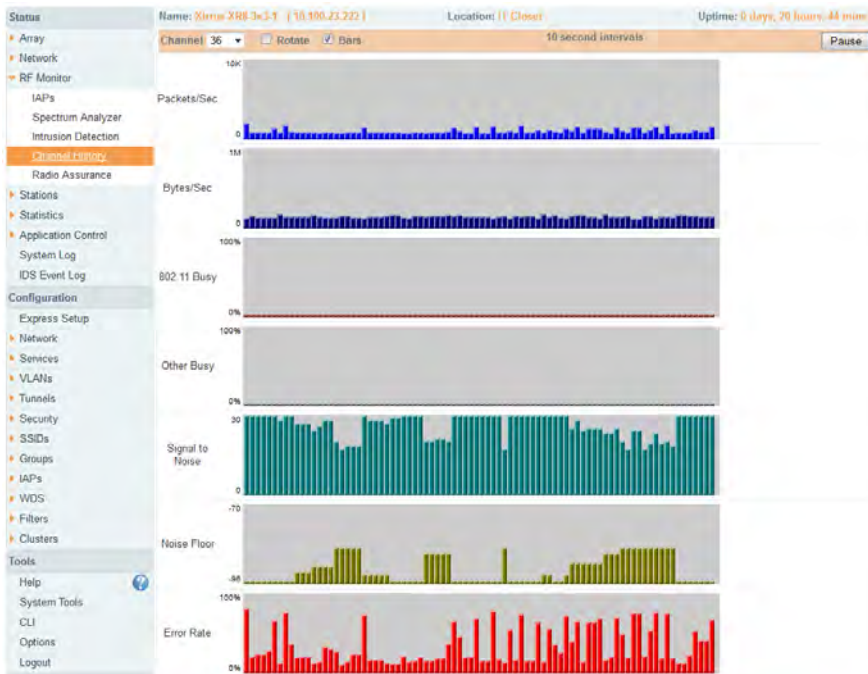 Status
Name: Xirrus XR8-3x3-1 ( 10.100.23.222 )
Location: IT Closet
Uptime: 0 days, 20 hours, 44 mins
Array
Network
RF Monitor
IAPs
Spectrum Analyzer
Intrusion Detection
Channel History
Radio Assurance
Stations
Statistics
Application Control
System Log
IDS Event Log
Configuration
Express Setup
Network
Services
VLANs
Tunnels
Security
SSIDs
Groups
IAPs
WDS
Filters
Clusters
Tools
Help
System Tools
CLI
Options
Logout
Channel 36
Rotate
Bars
10 second intervals
Pause
10K
Packets/Sec
0
1M
Bytes/Sec
0
100%
802.11 Busy
0%
100%
Other Busy
0%
30
Signal to
Noise
0
-70
Noise Floor
100%
Error Rate
0%